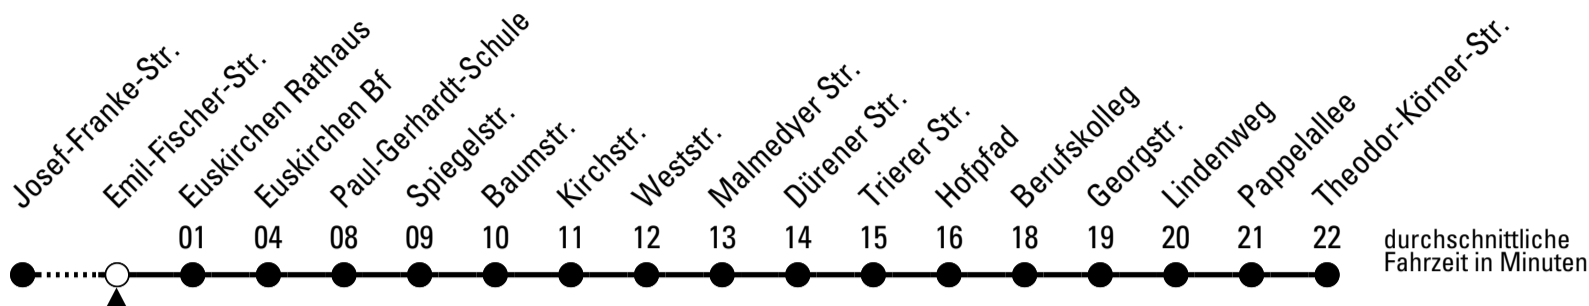 Josef-Franke-Str.
Emil-Fischer-Str.
Euskirchen Rathaus
Euskirchen Bf
Paul-Gerhardt-Schule
Spiegelstr.
Baumstr.
Kirchstr.
Weststr.
Malmedyer Str.
Dürener Str.
Trierer Str.
Hofpfad
Berufskolleg
Georgstr.
Lindenweg
Pappelallee
Theodor-Körner-Str.
01 04 08 09 10 11 12 13 14 15 16 18 19 20 21 22
durchschnittliche
Fahrzeit in Minuten